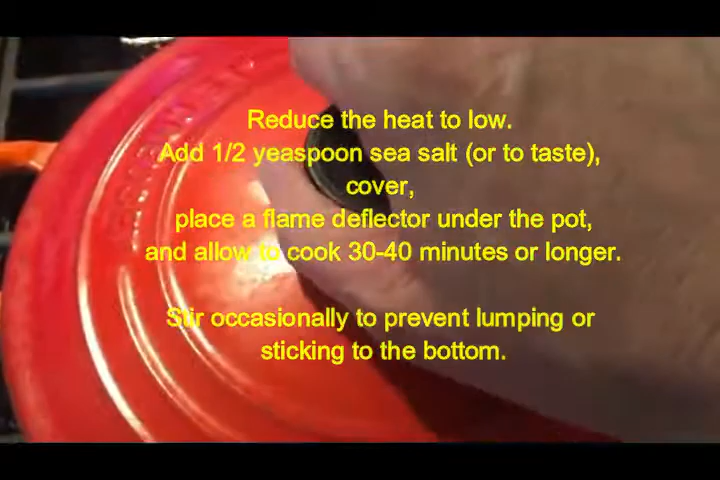 Reduce the heat to low.
Add 1/2 yeaspoon sea salt (or to taste),
cover,
place a flame deflector under the pot,
and allow to cook 30-40 minutes or longer.
Stir occasionally to prevent lumping or
sticking to the bottom.